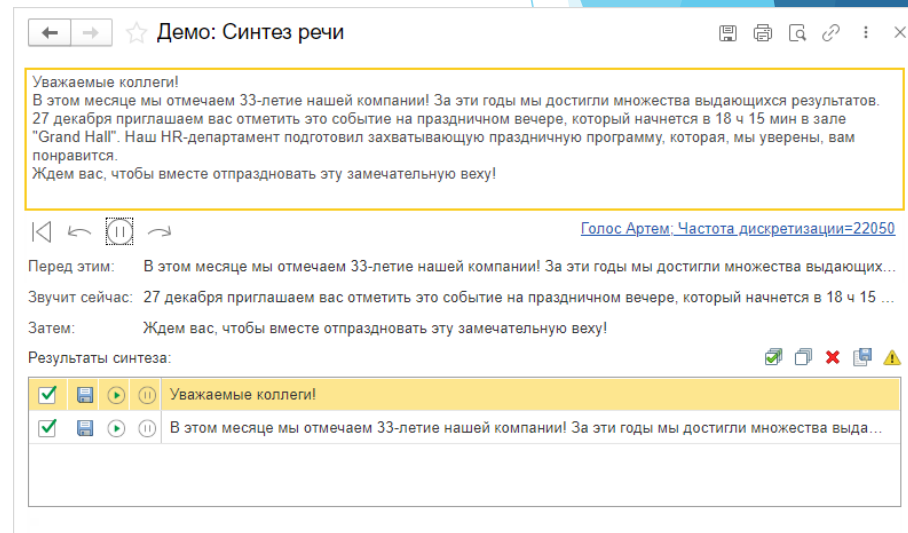 Демо: Синтез речи
Уважаемые коллеги!
В этом месяце мы отмечаем 33-летие нашей компании! За эти годы мы достигли множества выдающихся результатов.
27 декабря приглашаем вас отметить это событие на праздничном вечере, который начнется в 18 ч 15 мин в зале
"Grand Hall". Наш HR-департамент подготовил захватывающую праздничную программу, которая, мы уверены, вам
понравится.
Ждем вас, чтобы вместе отпраздновать эту замечательную веху!
Голос Артем; Частота дискретизации=22050
Перед этим: В этом месяце мы отмечаем 33-летие нашей компании! За эти годы мы достигли множества выдающих...
Звучит сейчас: 27 декабря приглашаем вас отметить это событие на праздничном вечере, который начнется в 18 ч 15 ...
Затем: Ждем вас, чтобы вместе отпраздновать эту замечательную веху!
Результаты синтеза:
Уважаемые коллеги!
В этом месяце мы отмечаем 33-летие нашей компании! За эти годы мы достигли множества выда...